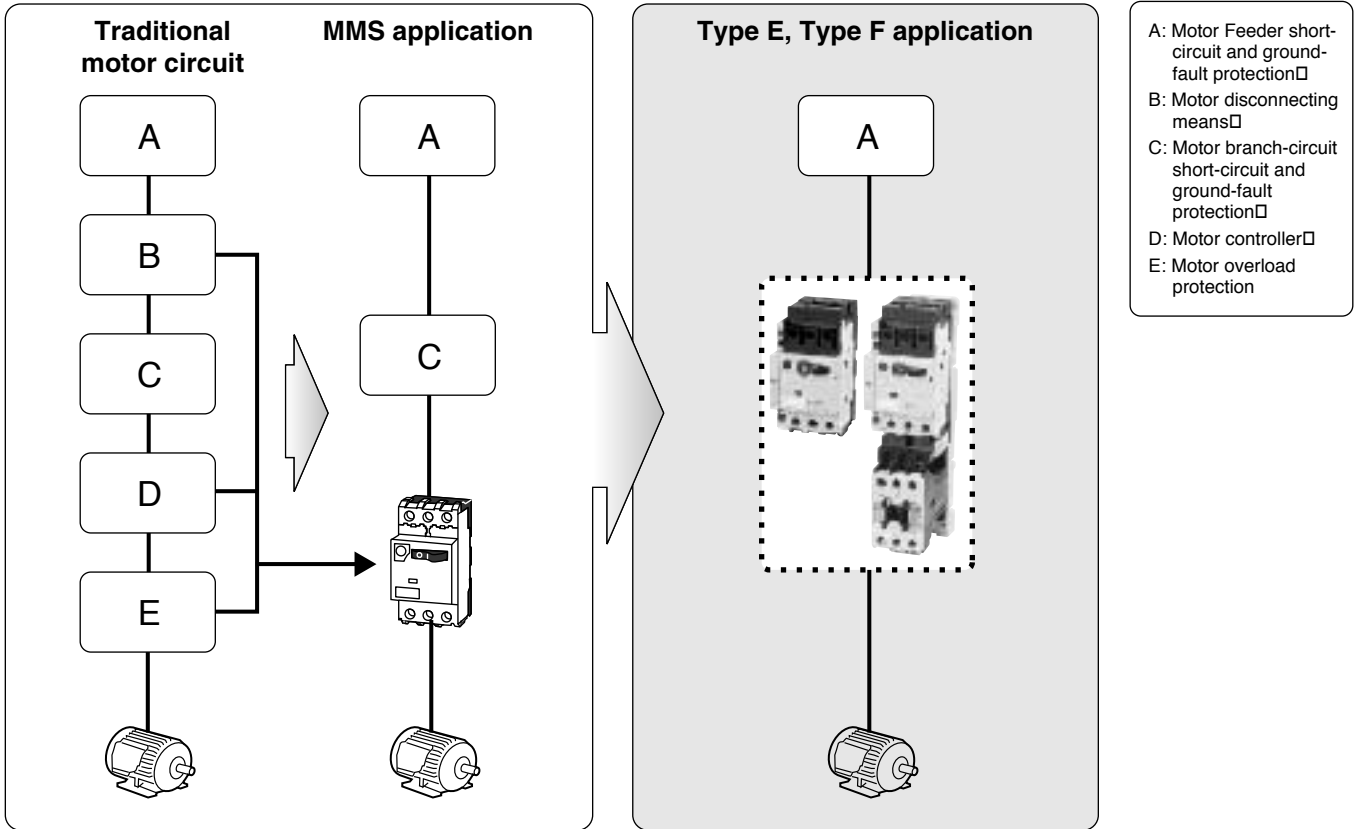 Traditional
motor circuit
MMS application
Type E, Type F application
A
B
C
D
E
A
C
A
A: Motor Feeder short-
circuit and ground-
fault protection□
B: Motor disconnecting
means□
C: Motor branch-circuit
short-circuit and
ground-fault
protection□
D: Motor controller□
E: Motor overload
protection